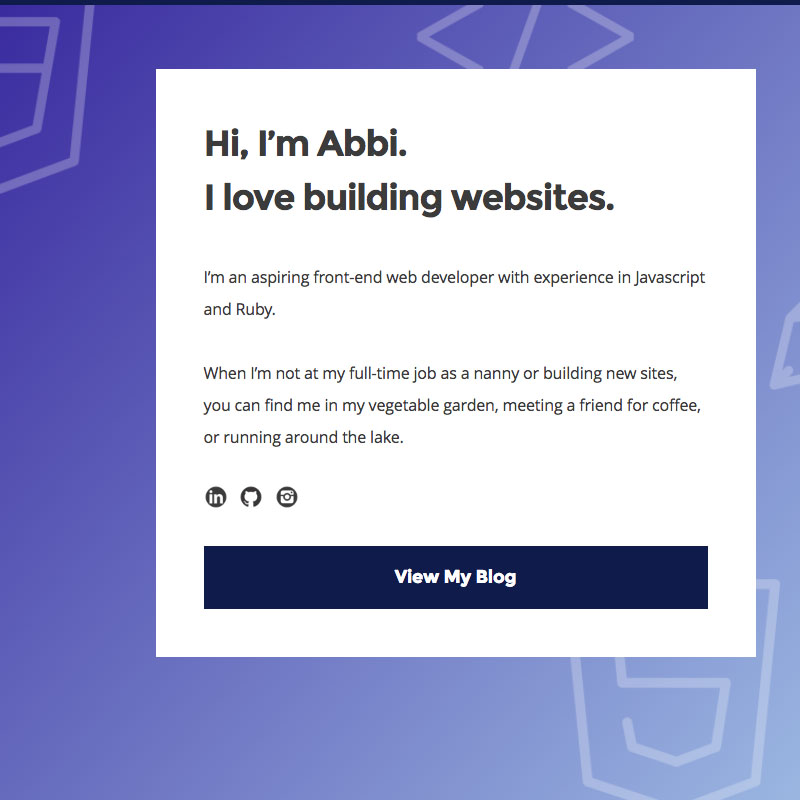 Hi, I’m Abbi.
I love building websites.
I’m an aspiring front-end web developer with experience in Javascript
and Ruby.
When I’m not at my full-time job as a nanny or building new sites,
you can find me in my vegetable garden, meeting a friend for coffee,
or running around the lake.
in
View My Blog